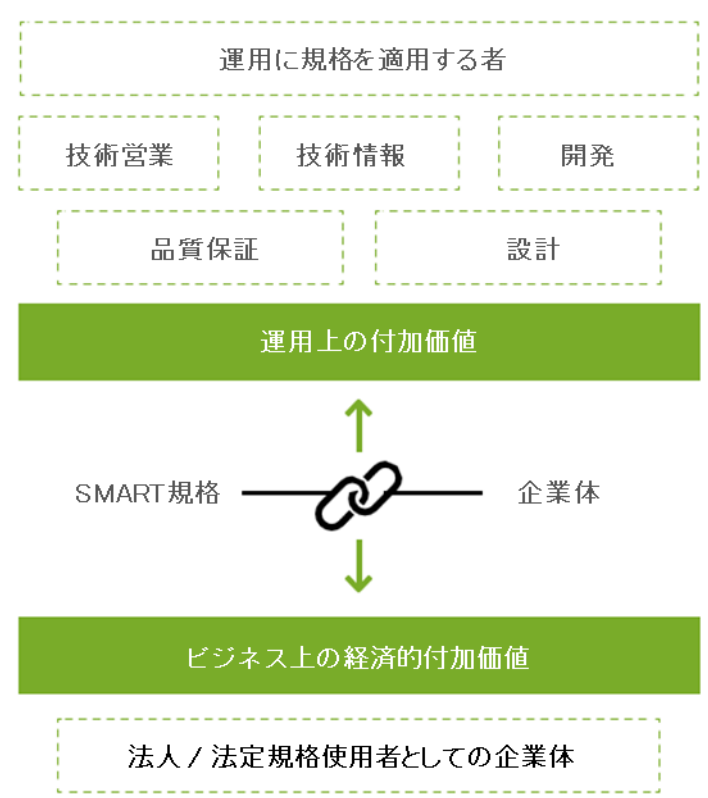 運用に規格を適用する者
技術営業
技術情報
開発
品質保証
設計
運用上の付加価値
SMART規格
企業体
ビジネス上の経済的付加価値
法人 / 法定規格使用者としての企業体